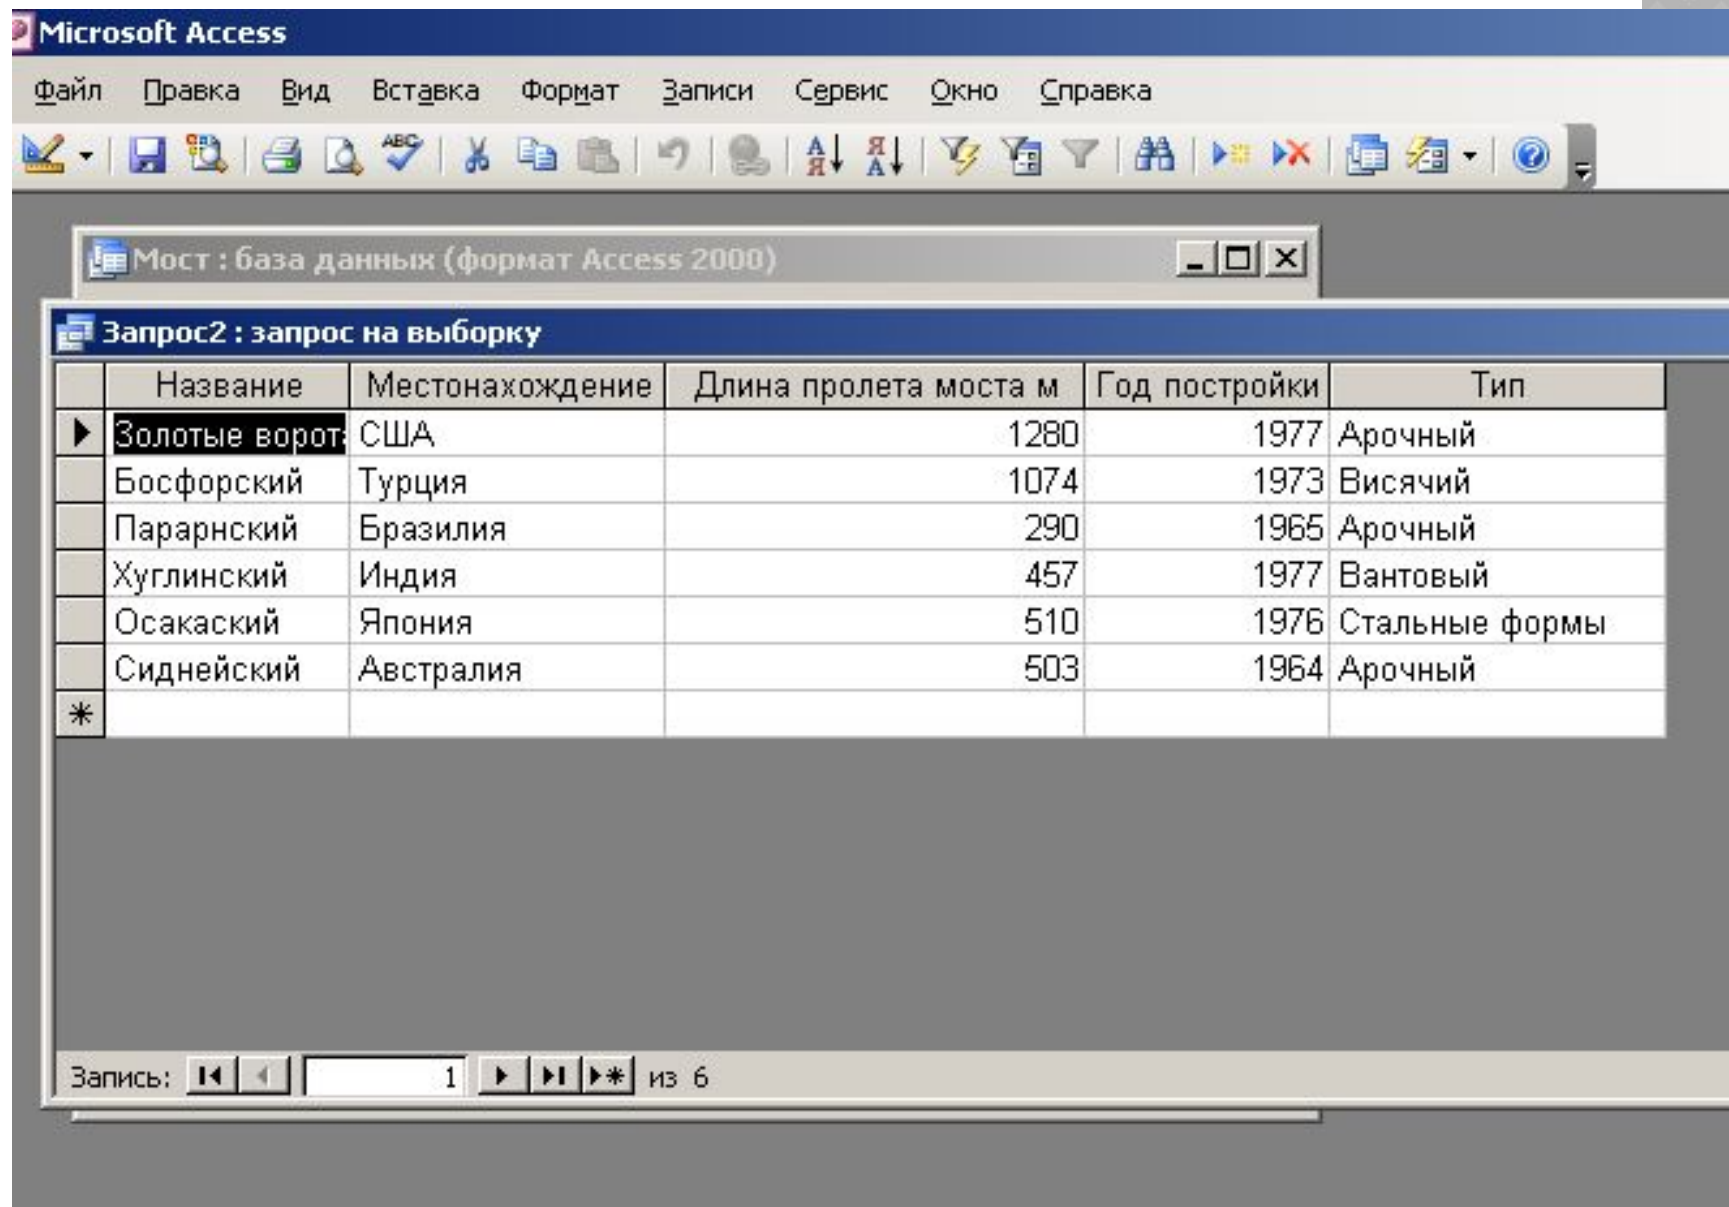 Microsoft Access
Файл Правка Вид Вставка Формат Записи Сервис Окно Справка
Мост : база данных (формат Access 2000)
Запрос2 : запрос на выборку
Название Местонахождение Длина пролета моста м Год постройки Тип
Золотые ворот США 1280 1977 Арочный
Босфорский Турция 1074 1973 Висячий
Парарнский Бразилия 290 1965 Арочный
Хуглинский Индия 457 1977 Вантовый
Осакаский Япония 510 1976 Стальные формы
Сиднейский Австралия 503 1964 Арочный
Запись: 1 из 6